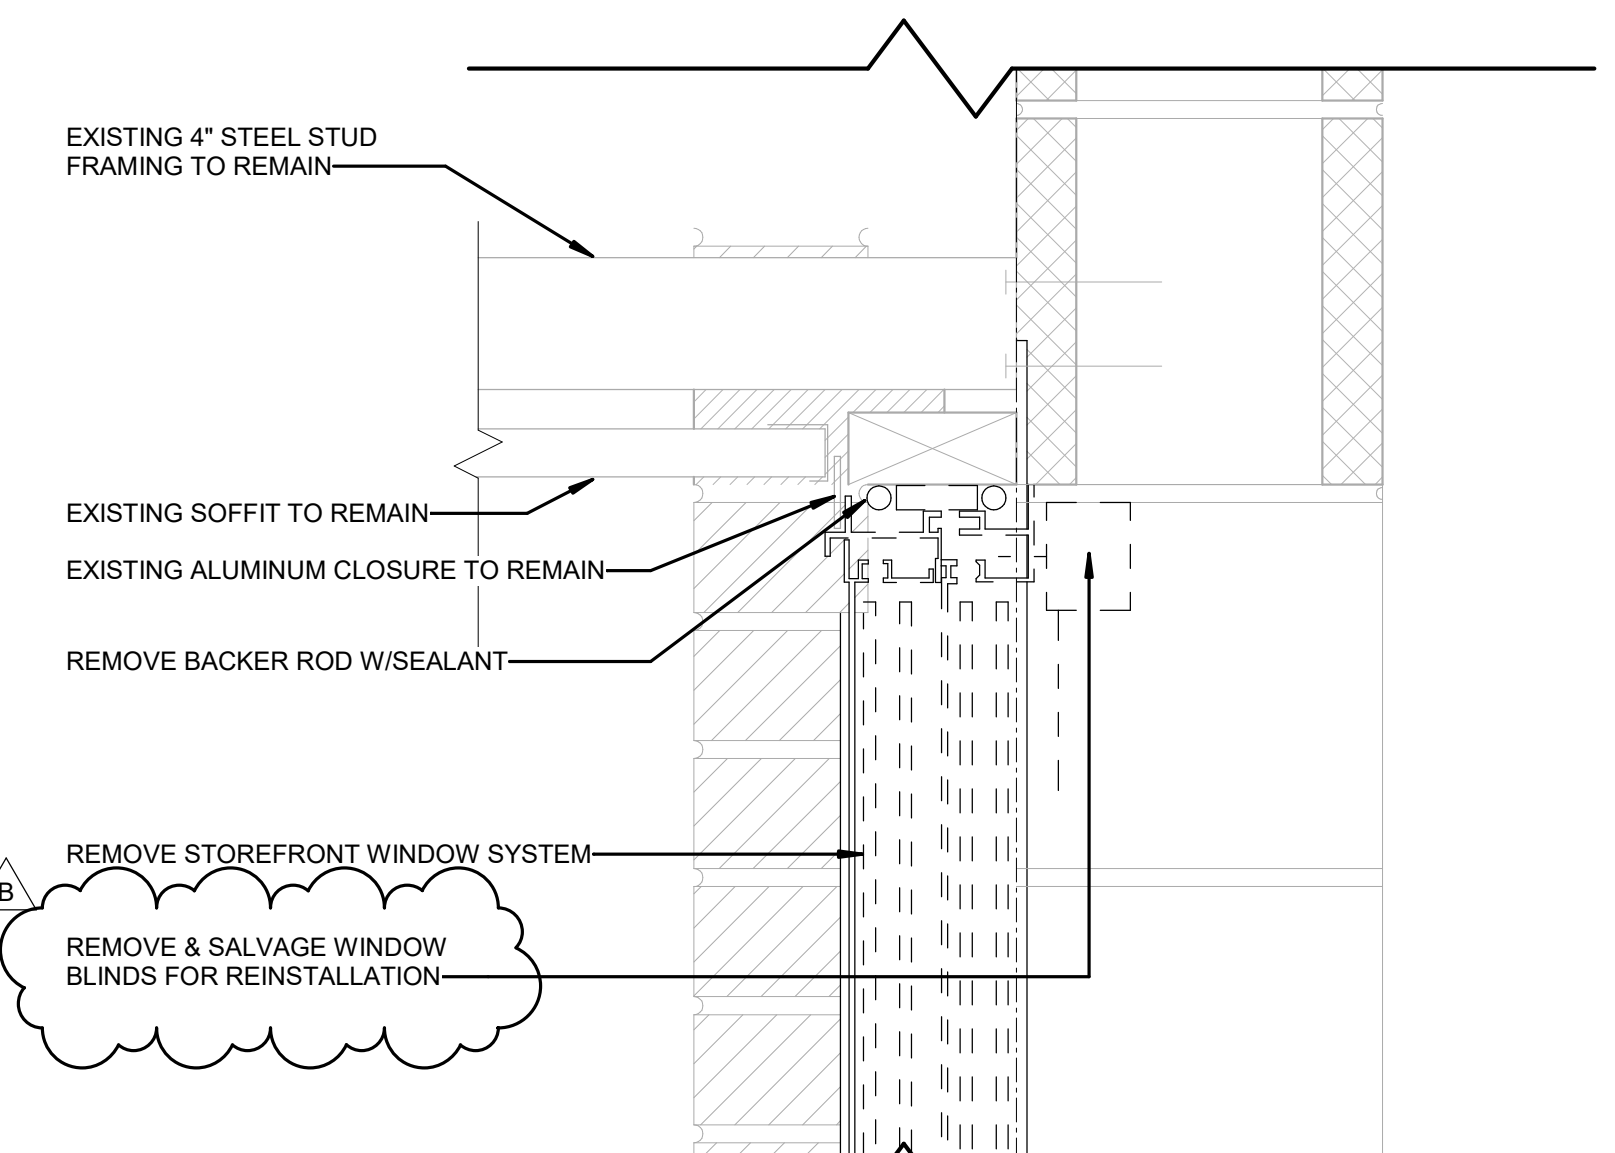 EXISTING 4" STEEL STUD
FRAMING TO REMAIN
EXISTING SOFFIT TO REMAIN
EXISTING ALUMINUM CLOSURE TO REMAIN
REMOVE BACKER ROD W/SEALANT
REMOVE STOREFRONT WINDOW SYSTEM
B
REMOVE & SALVAGE WINDOW
BLINDS FOR REINSTALLATION